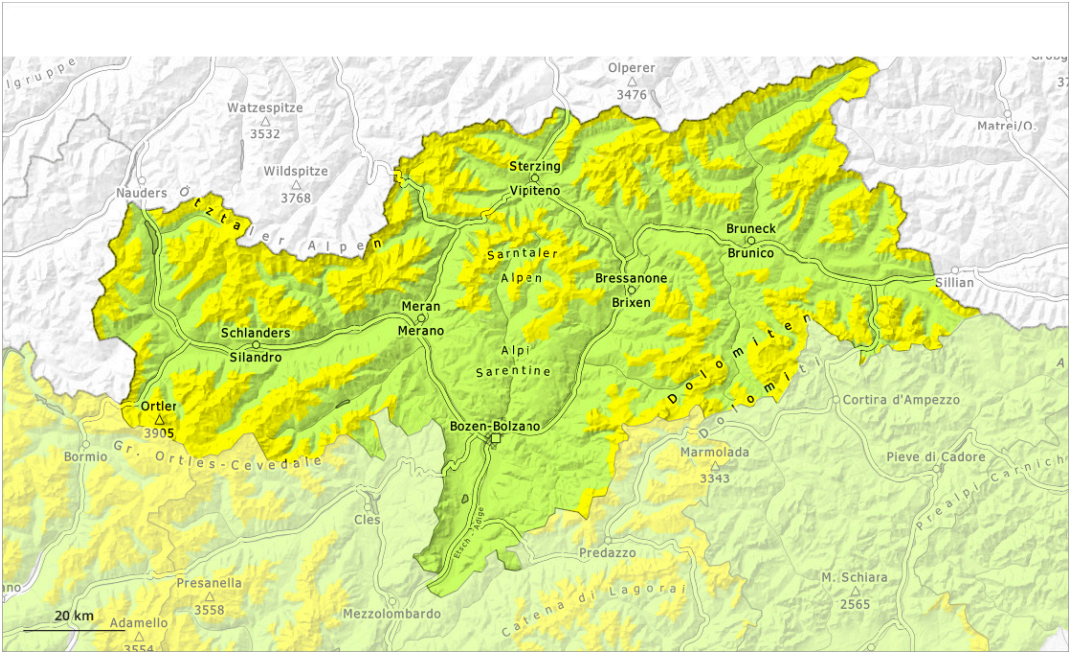 lgruppe
Olperer
3476
Watzespitze
3532
Matrei/O.
Wildspitze
3768
Nauders
Ötztaler Alpen
Sterzing
Vipiteno
Bruneck
Brunico
Sarntaler
Alpen
Bressanone
Brixen
Sillian
Meran
Merano
Schlanders
Silandro
Alpi
Sarentine
Dolomiten
Dolomiti
Ortler
3905
Cortina d'Ampezzo
Bozen-Bolzano
Gr. Ortles-Cevedale
Bormio
Marmolada
3343
Pieve di Cadore
Prealpi Carnich
Cles
Etsch - Adige
Predazzo
Presanella
3558
M. Schiara
2565
Catena di Lagorai
Mezzolombardo
ano
20 km
Adamello
3554